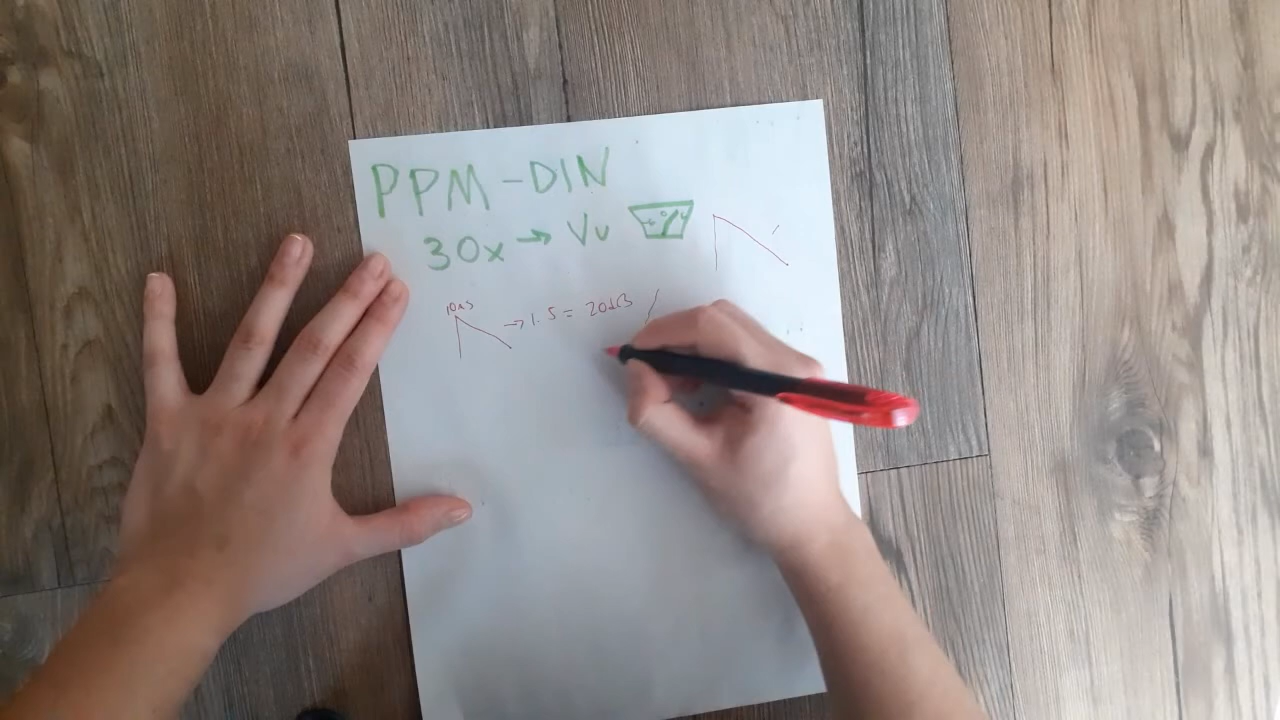 PPM-DIN
30x → Vu
10ms
→ 1.5 = 20dB /